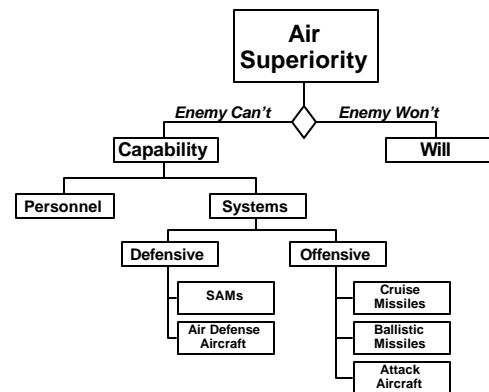 Air
Superiority
Enemy Can't
Enemy Won't
Capability
Will
Personnel
Systems
Defensive
Offensive
SAMs
Air Defense
Aircraft
Cruise
Missiles
Ballistic
Missiles
Attack
Aircraft